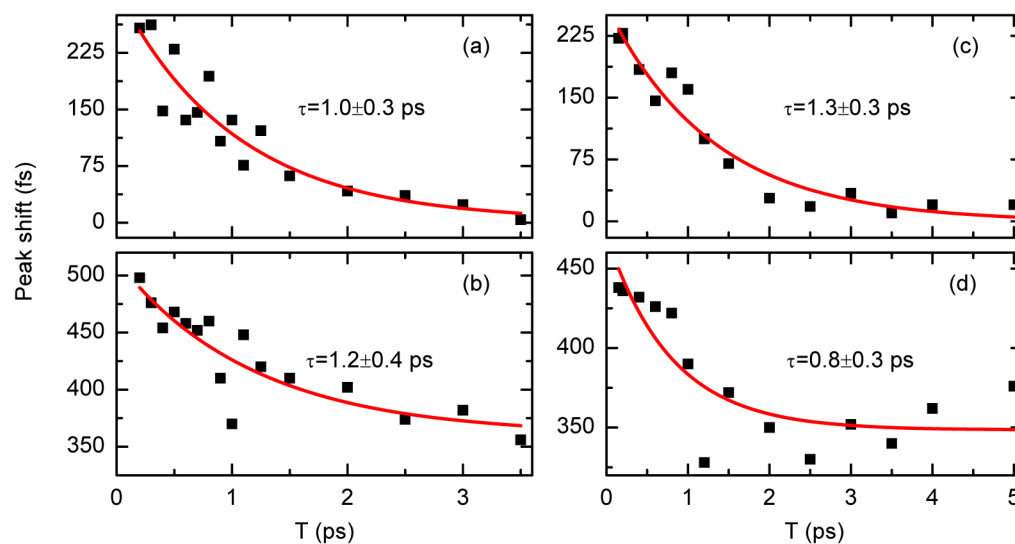 Peak shift (fs)
225
150
75
0
(a)
τ=1.0±0.3 ps
225
150
75
0
(c)
τ=1.3±0.3 ps
500
450
400
350
(b)
τ=1.2±0.4 ps
0 1 2 3
T (ps)
450
400
350
(d)
τ=0.8±0.3 ps
0 1 2 3 4 5
T (ps)